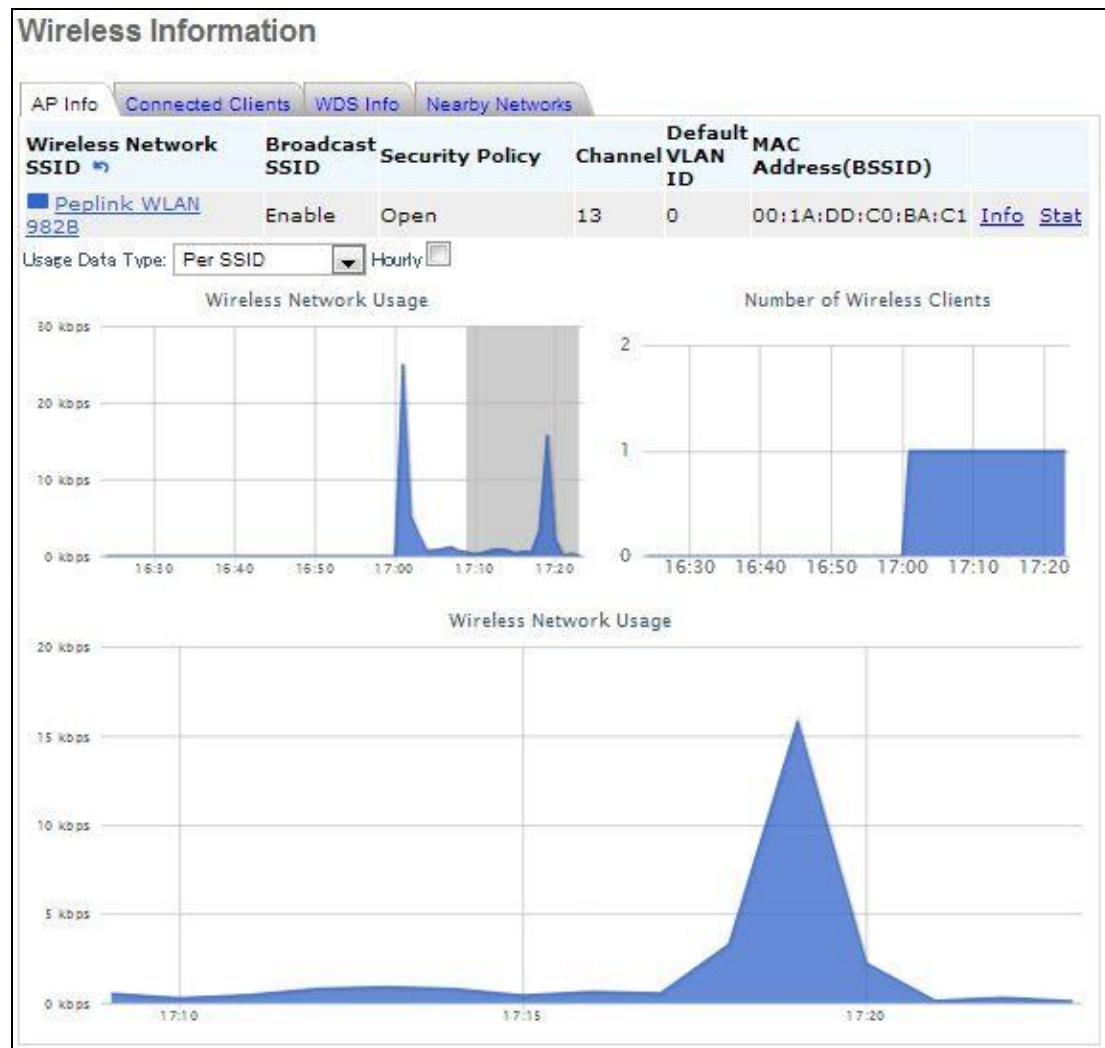 Wireless Information
AP Info Connected Clients WDS Info Nearby Networks
Wireless Network SSID Broadcast SSID Security Policy Channel Default VLAN ID MAC Address(BSSID)
Peplink WLAN 982B Enable Open 13 0 00:1A:DD:C0:BA:C1 Info Stat
Usage Data Type: Per SSID Hourly
Wireless Network Usage
30 kbps
20 kbps
10 kbps
0 kbps
16:30 16:40 16:50 17:00 17:10 17:20
Number of Wireless Clients
2
1
0
16:30 16:40 16:50 17:00 17:10 17:20
Wireless Network Usage
20 kbps
15 kbps
10 kbps
5 kbps
0 kbps
17:10 17:15 17:20